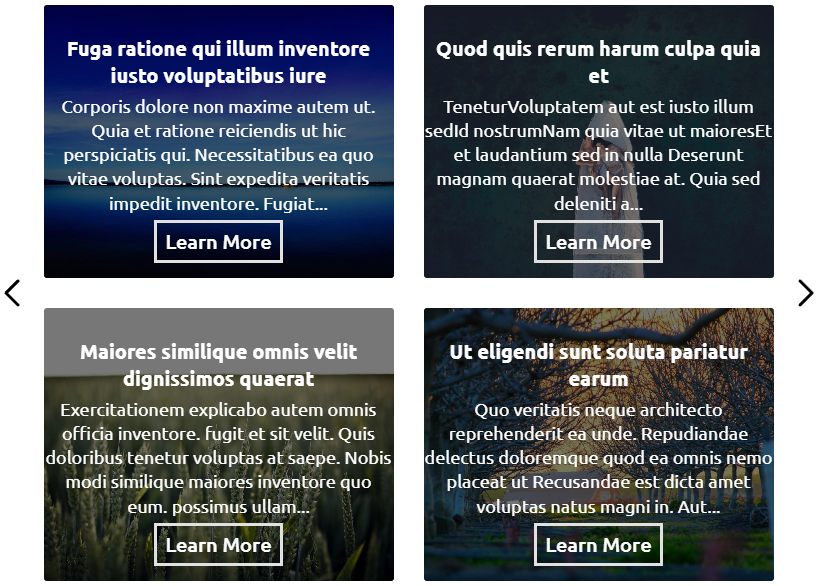 Fuga ratione qui illum inventore
iusto voluptatibus iure
Corporis dolore non maxime autem ut.
Quia et ratione reiciendis ut hic
perspiciatis qui. Necessitatibus ea quo
vitae voluptas. Sint expedita veritatis
impedit inventore. Fugiat...
Learn More
Quod quis rerum harum culpa quia
et
TeneturVoluptatem aut est iusto illum
sedId nostrumNam quia vitae ut maioresEt
et laudantium sed in nulla Deserunt
magnam quaerat molestiae at. Quia sed
deleniti a...
Learn More
Maiores similique omnis velit
dignissimos quaerat
Exercitationem explicabo autem omnis
officia inventore. fugit et sit velit. Quis
doloribus tenetur voluptas at saepe. Nobis
modi similique maiores inventore quo
eum. possimus ullam...
Learn More
Ut eligendi sunt soluta pariatur
earum
Quo veritatis neque architecto
reprehenderit ea unde. Repudiandae
delectus doloremque quod ea omnis nemo
placeat ut Recusandae est dicta amet
voluptas natus magni in. Aut...
Learn More